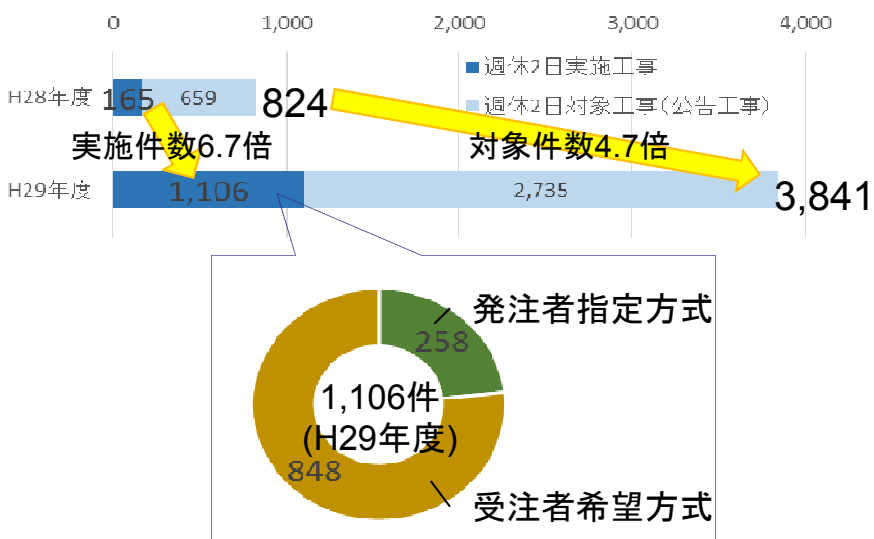 0 1,000 2,000 3,000 4,000
週休2日実施工事
週休2日対象工事(公告工事)
H28年度 165 659 824
実施件数6.7倍 対象件数4.7倍
H29年度 1,106 2,735 3,841
発注者指定方式
258
1,106件
(H29年度)
848
受注者希望方式